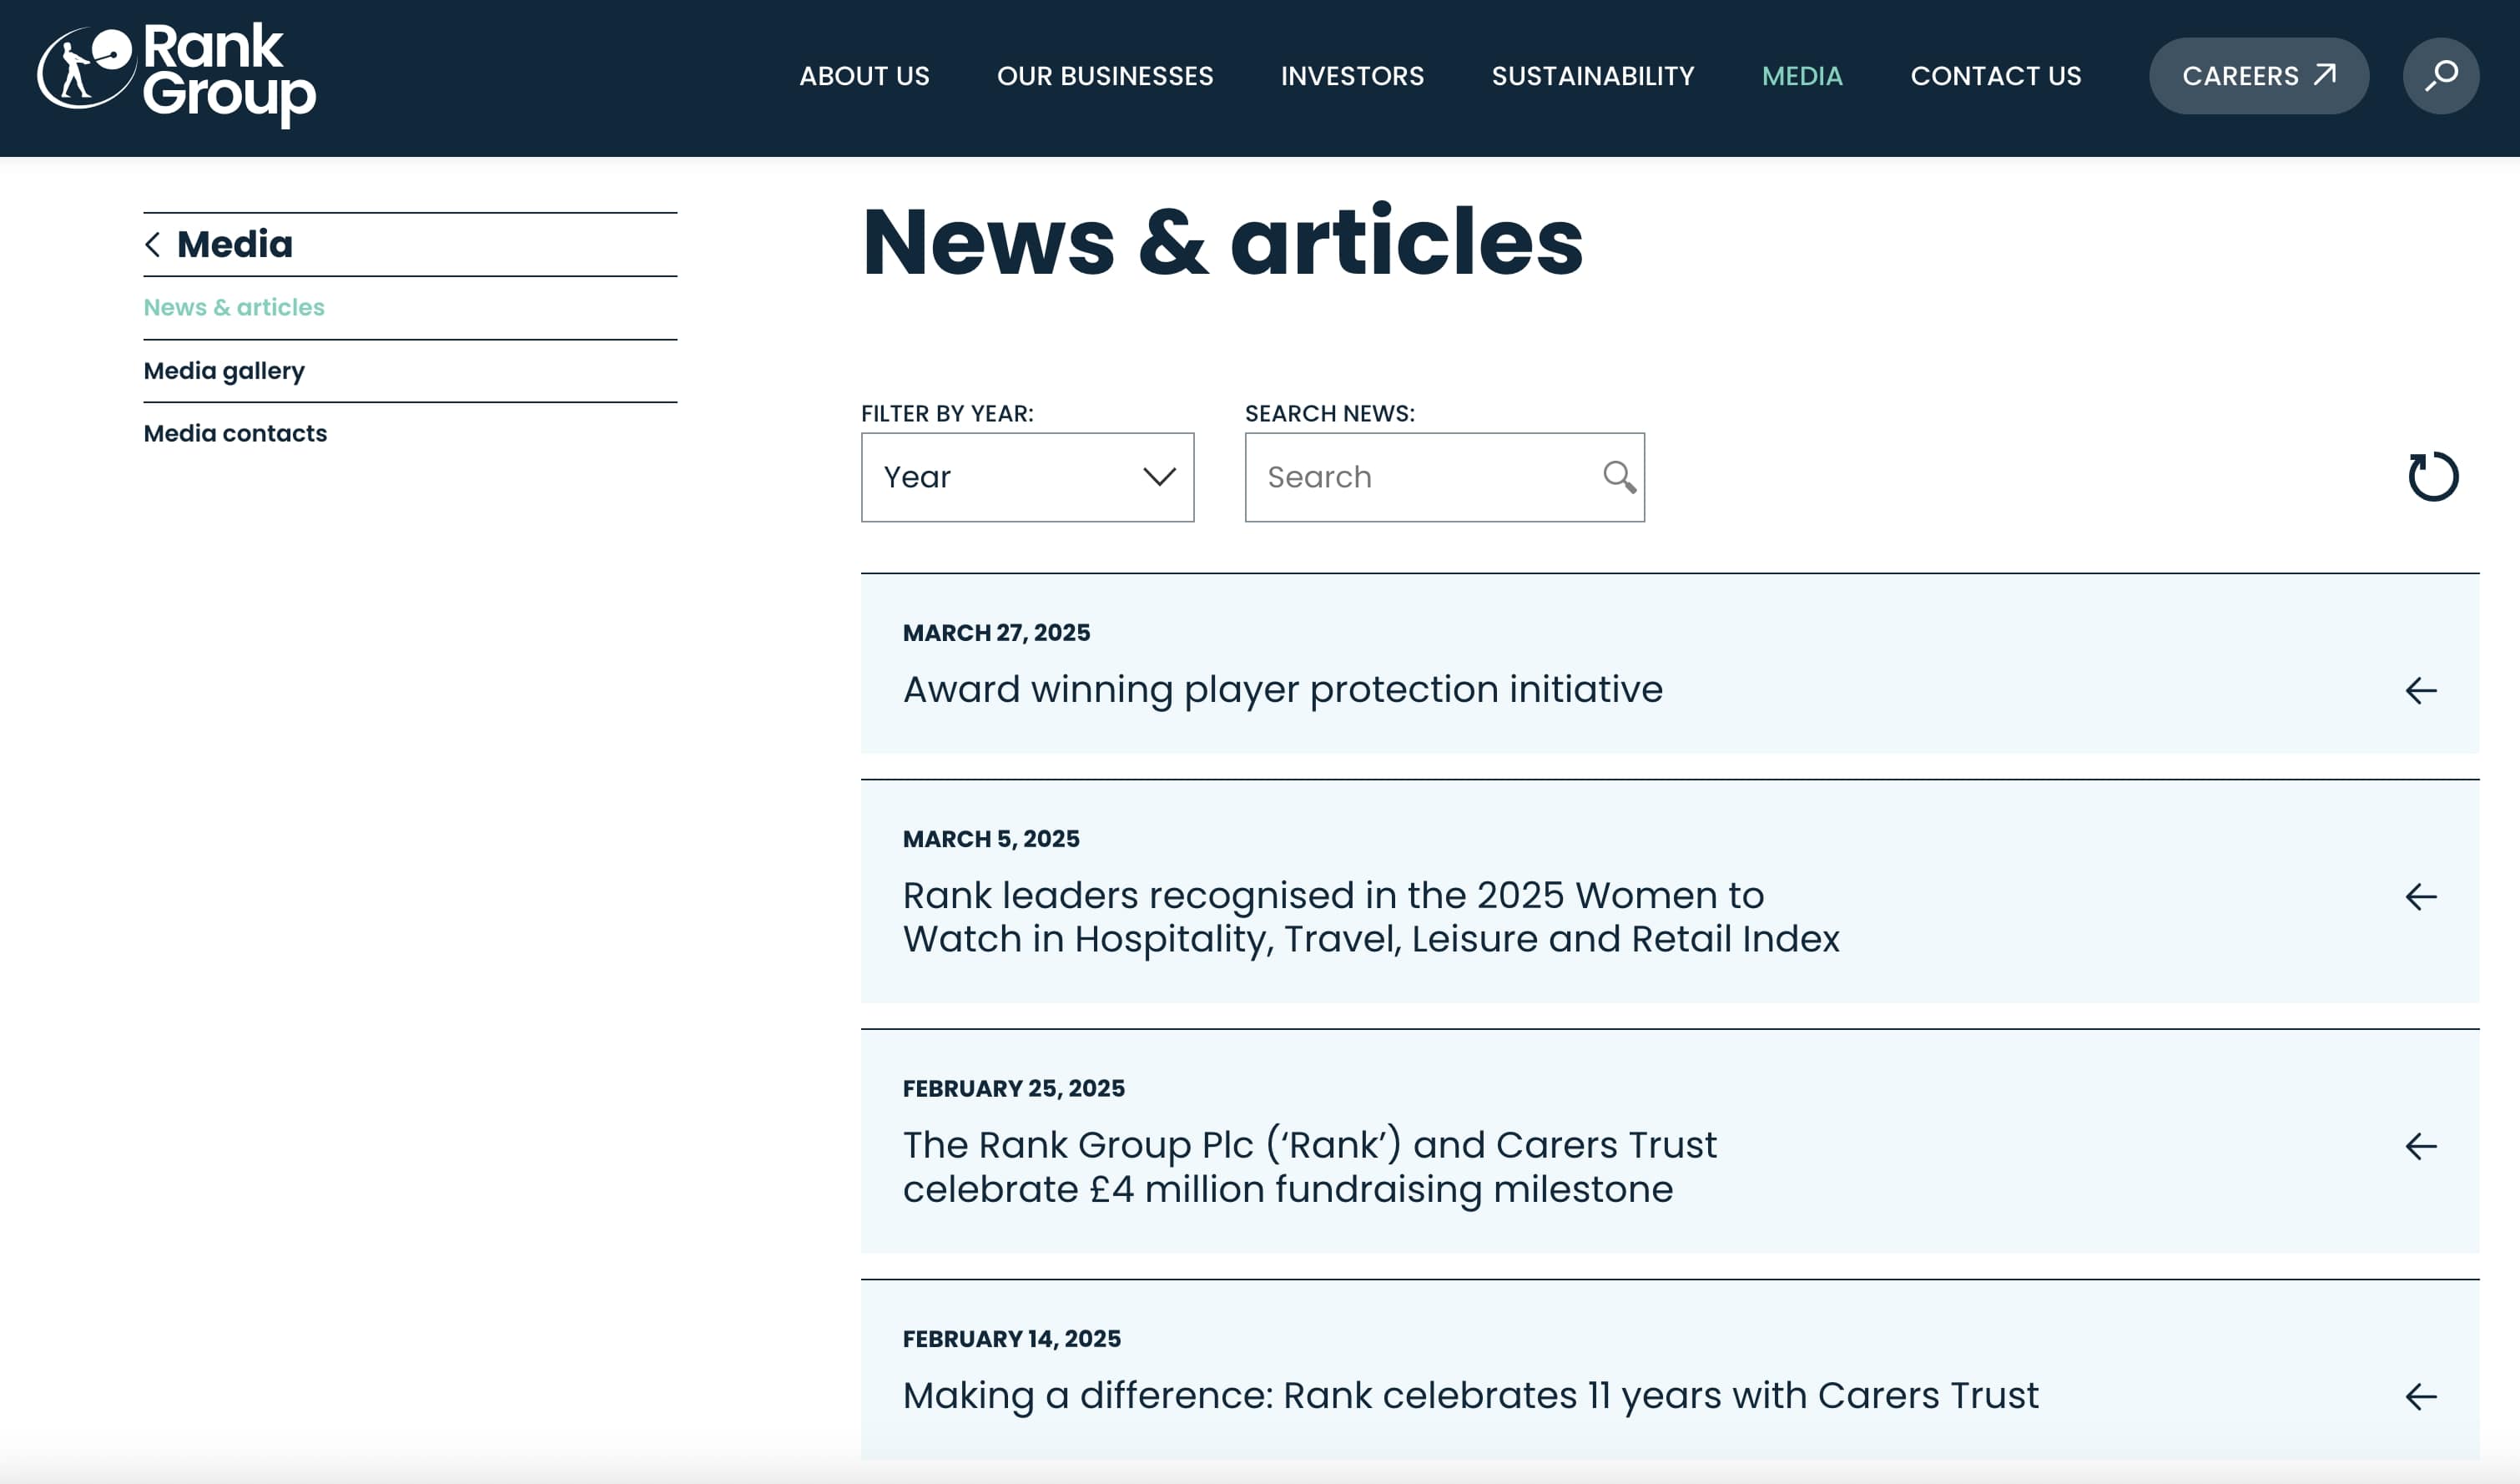 Rank
Group
ABOUT US
OUR BUSINESSES
INVESTORS
SUSTAINABILITY
MEDIA
CONTACT US
CAREERS
Media
News & articles
Media gallery
Media contacts
News & articles
FILTER BY YEAR:
Year
SEARCH NEWS:
Search
MARCH 27, 2025
Award winning player protection initiative
MARCH 5, 2025
Rank leaders recognised in the 2025 Women to
Watch in Hospitality, Travel, Leisure and Retail Index
FEBRUARY 25, 2025
The Rank Group Plc (‘Rank’) and Carers Trust
celebrate £4 million fundraising milestone
FEBRUARY 14, 2025
Making a difference: Rank celebrates 11 years with Carers Trust